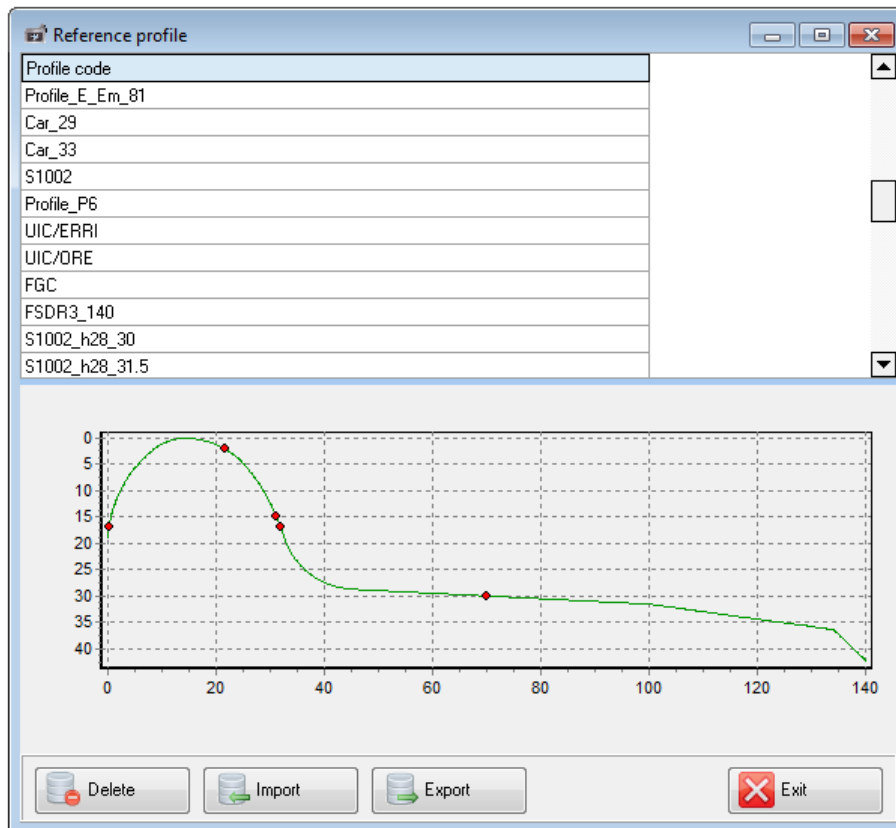 Reference profile
Profile code
Profile_E_Em_81
Car_29
Car_33
S1002
Profile_P6
UIC/ERRI
UIC/ORE
FGC
FSDR3_140
S1002_h28_30
S1002_h28_31.5
0
5
10
15
20
25
30
35
40
0 20 40 60 80 100 120 140
Delete Import Export Exit